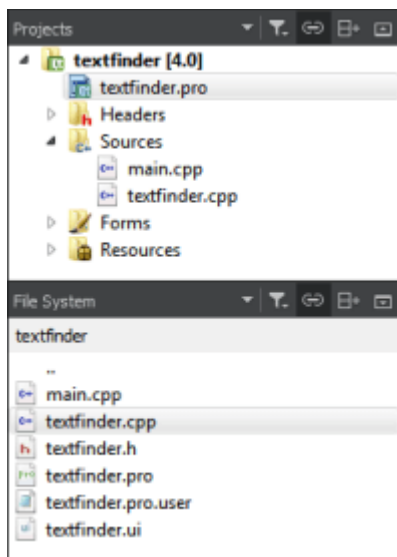 Projects
textfinder [4.0]
textfinder.pro
Headers
Sources
main.cpp
textfinder.cpp
Forms
Resources
File System
textfinder
..
main.cpp
textfinder.cpp
textfinder.h
textfinder.pro
textfinder.pro.user
textfinder.ui